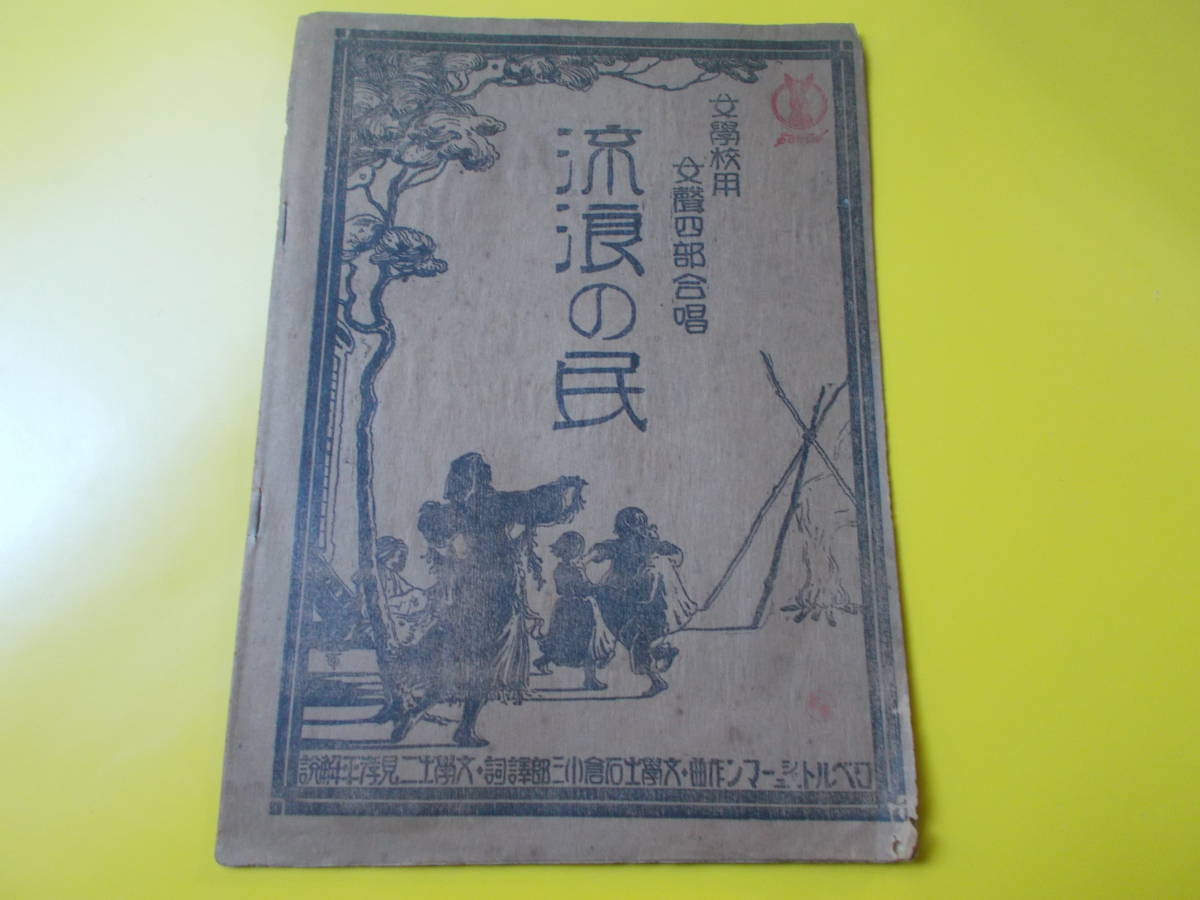 女學校用
女聲四部合唱
流浪の民
ロベルト・シューマン作曲・文學士石倉小三郎譯詞・文學士二見孝平解説